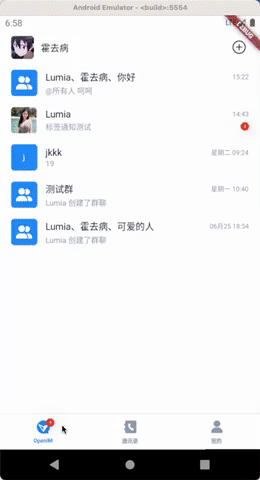 Android Emulator - <build>:5554
6:58
LTE
DEBUG
霍去病
Lumia、霍去病、你好
15:22
@所有人 呵呵
Lumia
14:43
标签通知测试
j
jkkk
星期二 09:24
19
测试群
星期一 10:40
Lumia 创建了群聊
Lumia、霍去病、可爱的人
06月25 18:54
Lumia 创建了群聊
OpenIM
通讯录
我的